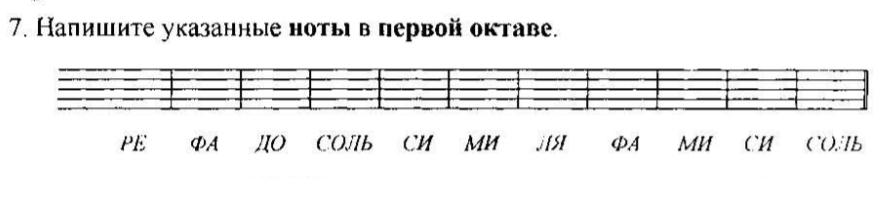 7. Напишите указанные ноты в первой октаве.
РЕ ФА ДО СОЛЬ СИ МИ ЛЯ ФА МИ СИ СОЛЬ